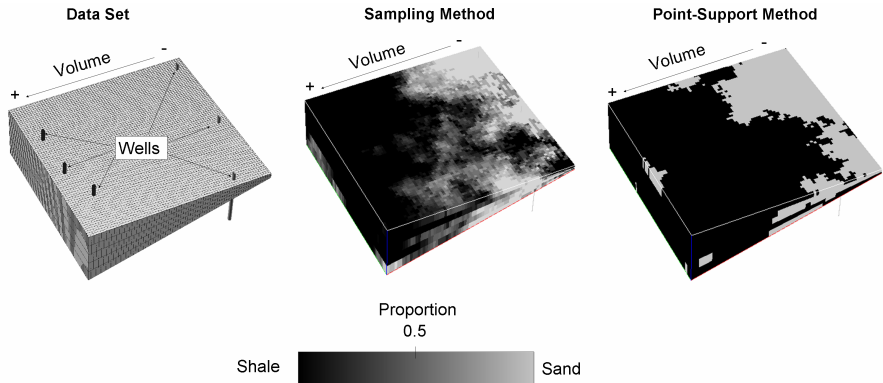 Data Set
Sampling Method
Point-Support Method
+ Volume -
+ Volume -
+ Volume -
Wells
Proportion
0.5
Shale
Sand